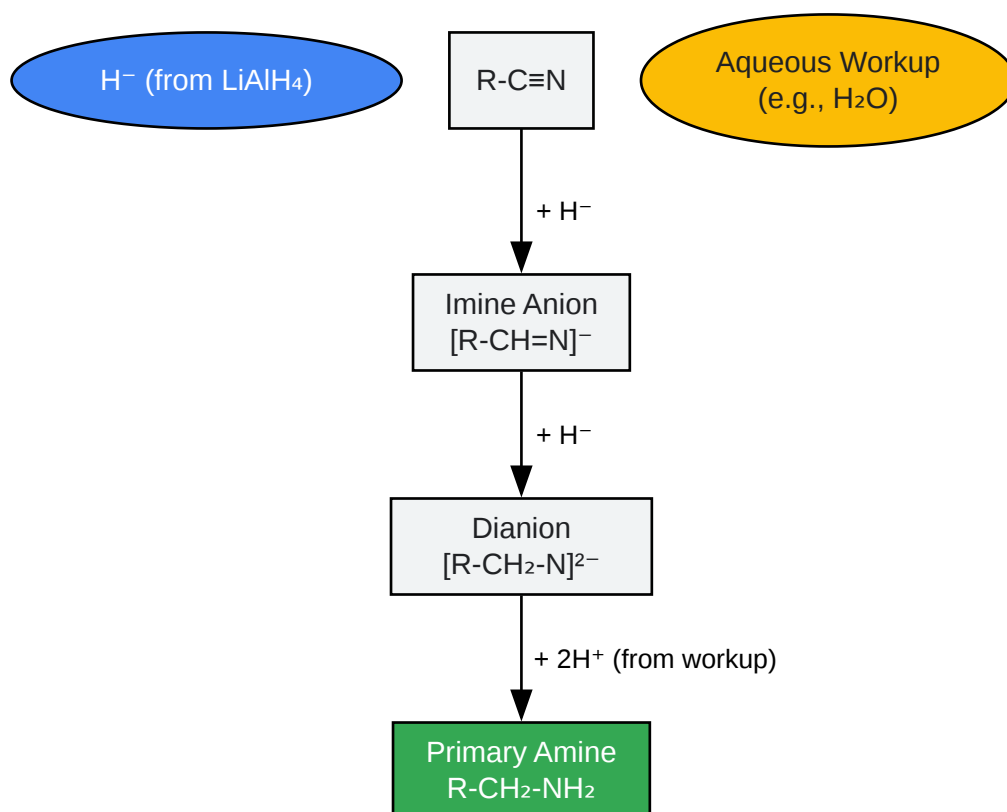 H⁻ (from LiAlH₄)
R-C≡N
Aqueous Workup
(e.g., H₂O)
+ H⁻
Imine Anion
[R-CH=N]⁻
+ H⁻
Dianion
[R-CH₂-N]²⁻
+ 2H⁺ (from workup)
Primary Amine
R-CH₂-NH₂